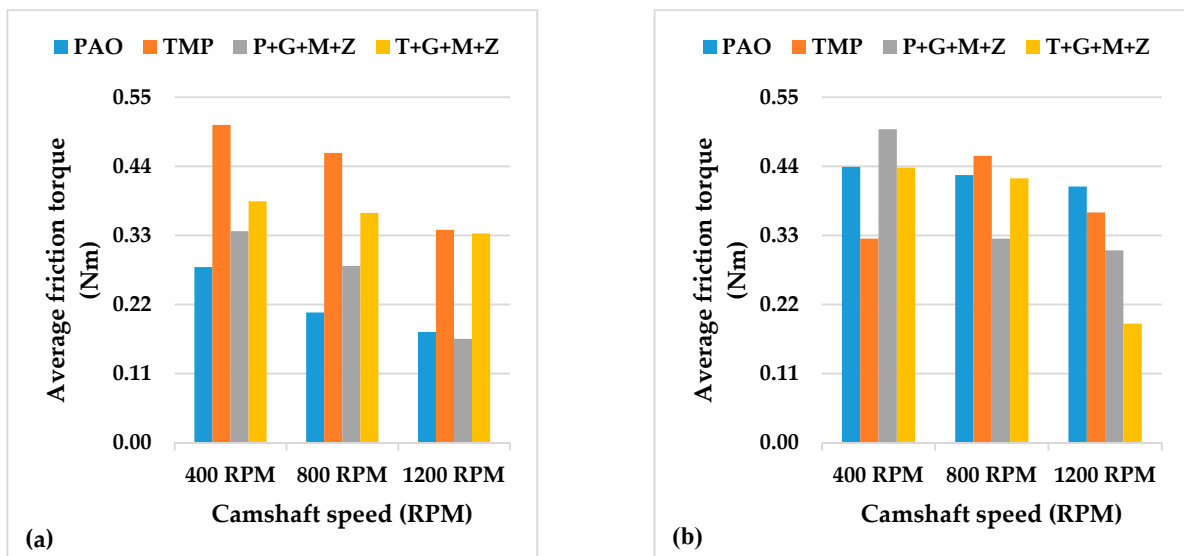 PAO TMP P+G+M+Z T+G+M+Z
0.55
0.44
0.33
0.22
0.11
0.00
Average friction torque
(Nm)
400 RPM 800 RPM 1200 RPM
Camshaft speed (RPM)
(a)
PAO TMP P+G+M+Z T+G+M+Z
0.55
0.44
0.33
0.22
0.11
0.00
Average friction torque
(Nm)
400 RPM 800 RPM 1200 RPM
Camshaft speed (RPM)
(b)